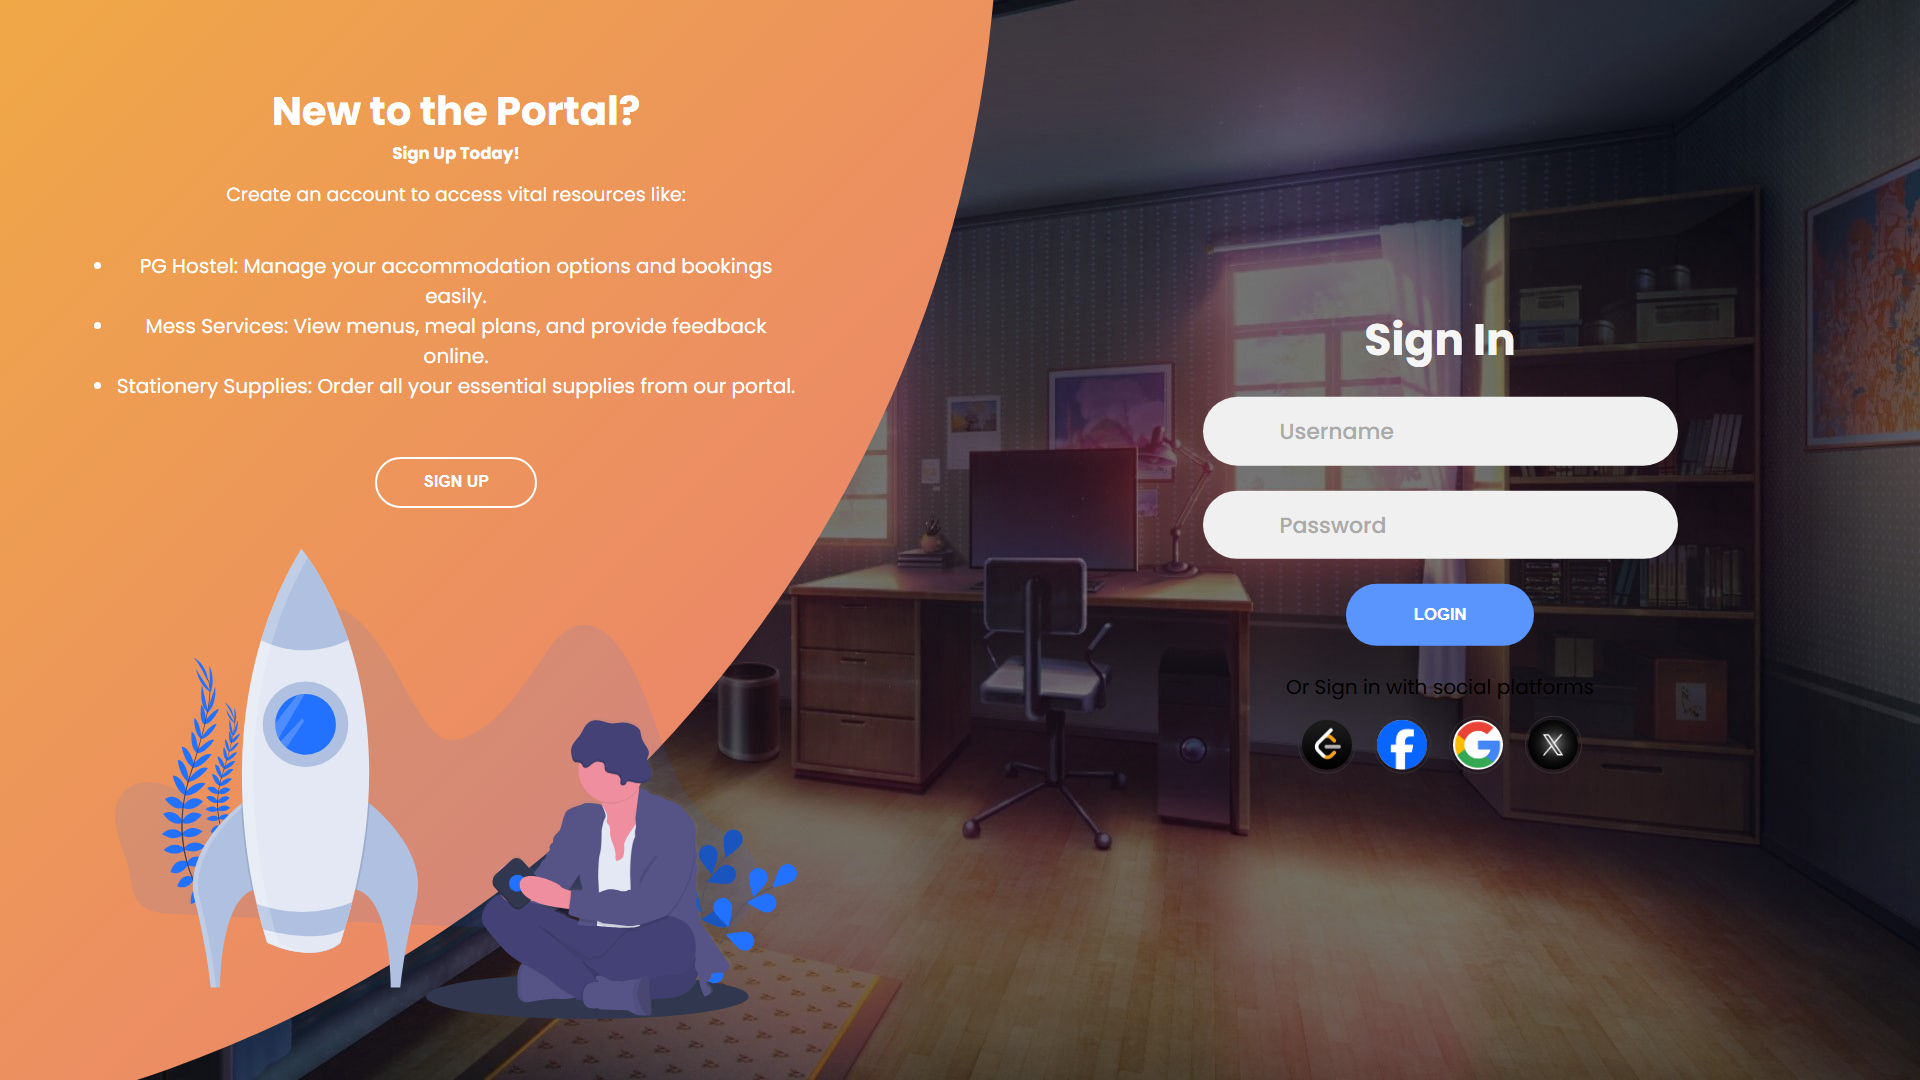 New to the Portal?
Sign Up Today!
Create an account to access vital resources like:
• PG Hostel: Manage your accommodation options and bookings
easily.
• Mess Services: View menus, meal plans, and provide feedback
online.
• Stationery Supplies: Order all your essential supplies from our portal.
SIGN UP
Sign In
Username
Password
LOGIN
Or Sign in with social platforms